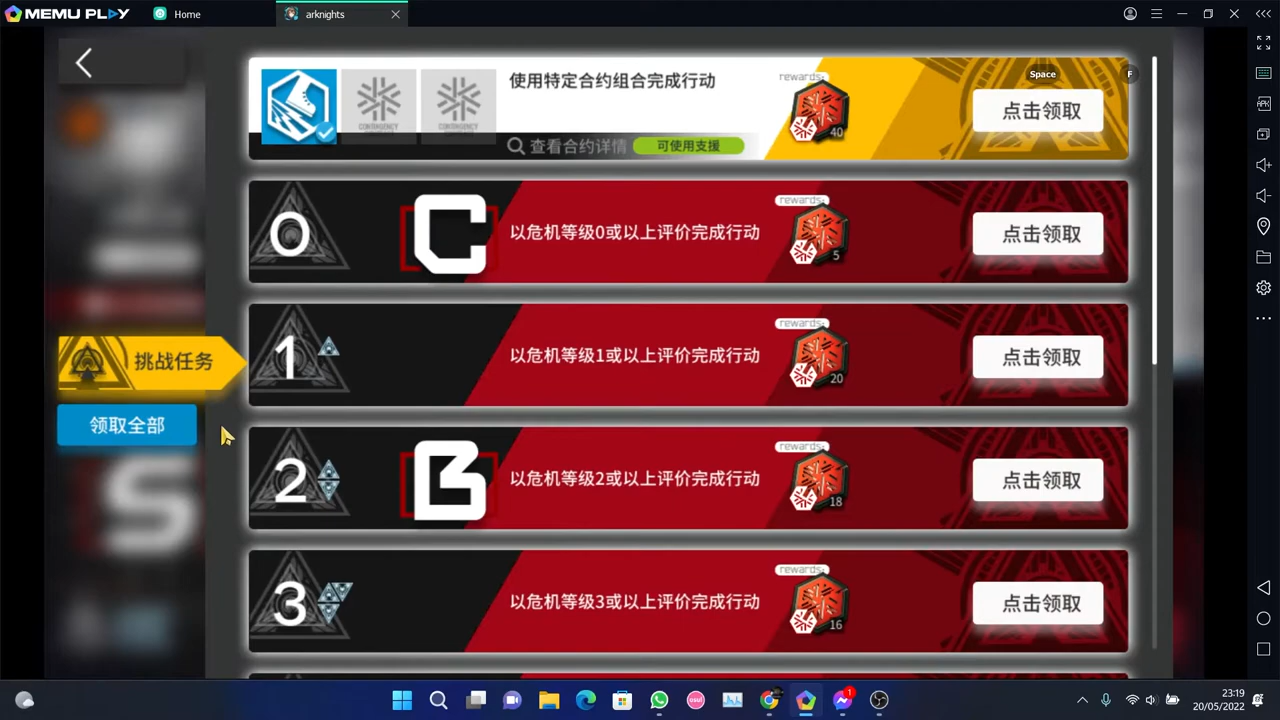 MEMU PLAY
Home
arknights
使用特定合约组合完成行动
rewards:
40
Space
F
点击领取
CONTINGENCY
CONTINGENCY
查看合约详情
可使用支援
0
C
以危机等级0或以上评价完成行动
rewards:
5
点击领取
1
以危机等级1或以上评价完成行动
rewards:
20
点击领取
挑战任务
领取全部
2
B
以危机等级2或以上评价完成行动
rewards:
18
点击领取
S
3
以危机等级3或以上评价完成行动
rewards:
16
点击领取
1
23:19
20/05/2022